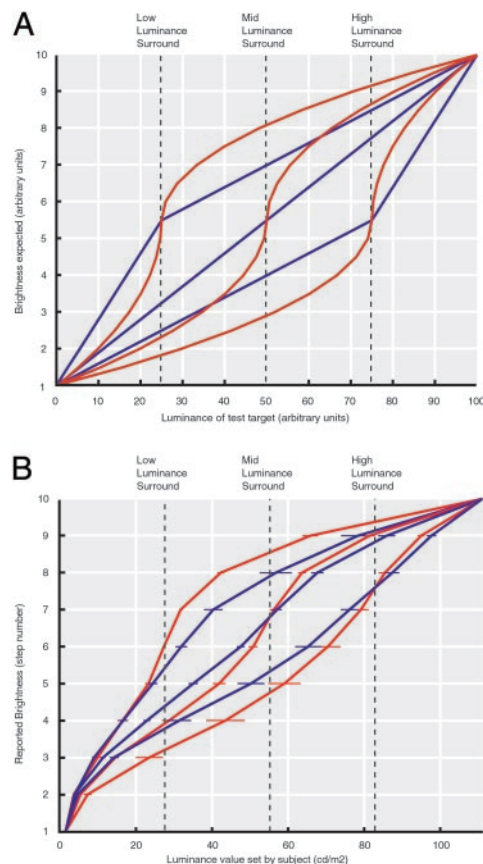 A
Low Mid High
Luminance Luminance Luminance
Surround Surround Surround
10
9
8
7
6
5
4
3
2
1
Brightness expected (arbitrary units)
0 10 20 30 40 50 60 70 80 90 100
Luminance of test target (arbitrary units)
B
Low Mid High
Luminance Luminance Luminance
Surround Surround Surround
10
9
8
7
6
5
4
3
2
1
Reported Brightness (step number)
0 20 40 60 80 100
Luminance value set by subject (cd/m2)